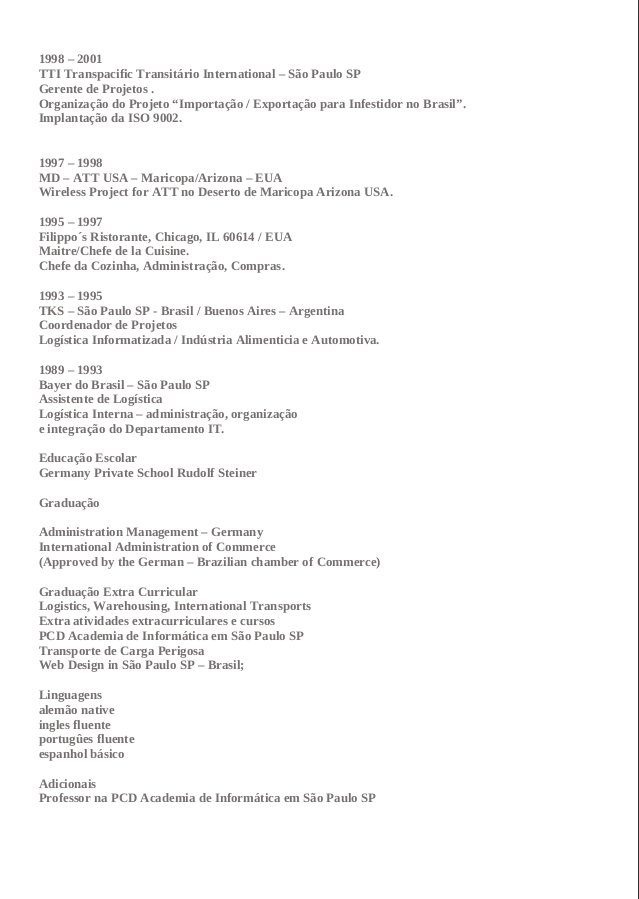 1998 – 2001
TTI Transpacific Transitário International – São Paulo SP
Gerente de Projetos .
Organização do Projeto “Importação / Exportação para Infestidor no Brasil”.
Implantação da ISO 9002.
1997 – 1998
MD – ATT USA – Maricopa/Arizona – EUA
Wireless Project for ATT no Deserto de Maricopa Arizona USA.
1995 – 1997
Filippo´s Ristorante, Chicago, IL 60614 / EUA
Maitre/Chefe de la Cuisine.
Chefe da Cozinha, Administração, Compras.
1993 – 1995
TKS – São Paulo SP - Brasil / Buenos Aires – Argentina
Coordenador de Projetos
Logística Informatizada / Indústria Alimenticia e Automotiva.
1989 – 1993
Bayer do Brasil – São Paulo SP
Assistente de Logística
Logística Interna – administração, organização
e integração do Departamento IT.
Educação Escolar
Germany Private School Rudolf Steiner
Graduação
Administration Management – Germany
International Administration of Commerce
(Approved by the German – Brazilian chamber of Commerce)
Graduação Extra Curricular
Logistics, Warehousing, International Transports
Extra atividades extracurriculares e cursos
PCD Academia de Informática em São Paulo SP
Transporte de Carga Perigosa
Web Design in São Paulo SP – Brasil;
Linguagens
alemão native
ingles fluente
portugûes fluente
espanhol básico
Adicionais
Professor na PCD Academia de Informática em São Paulo SP